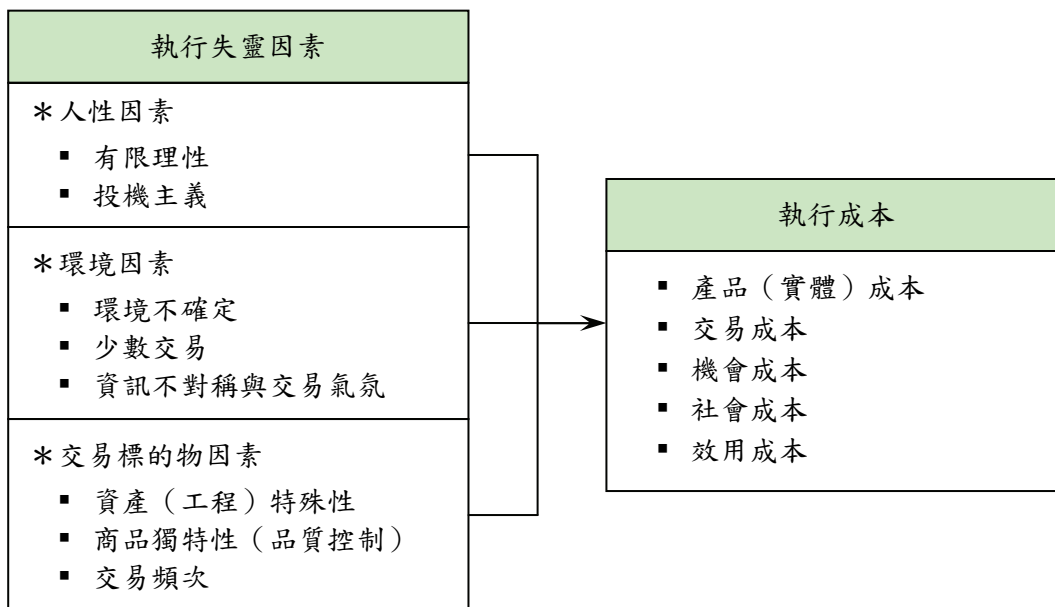 執行失靈因素
＊人性因素
▪ 有限理性
▪ 投機主義
＊環境因素
▪ 環境不確定
▪ 少數交易
▪ 資訊不對稱與交易氣氛
＊交易標的物因素
▪ 資產（工程）特殊性
▪ 商品獨特性（品質控制）
▪ 交易頻次
執行成本
▪ 產品（實體）成本
▪ 交易成本
▪ 機會成本
▪ 社會成本
▪ 效用成本